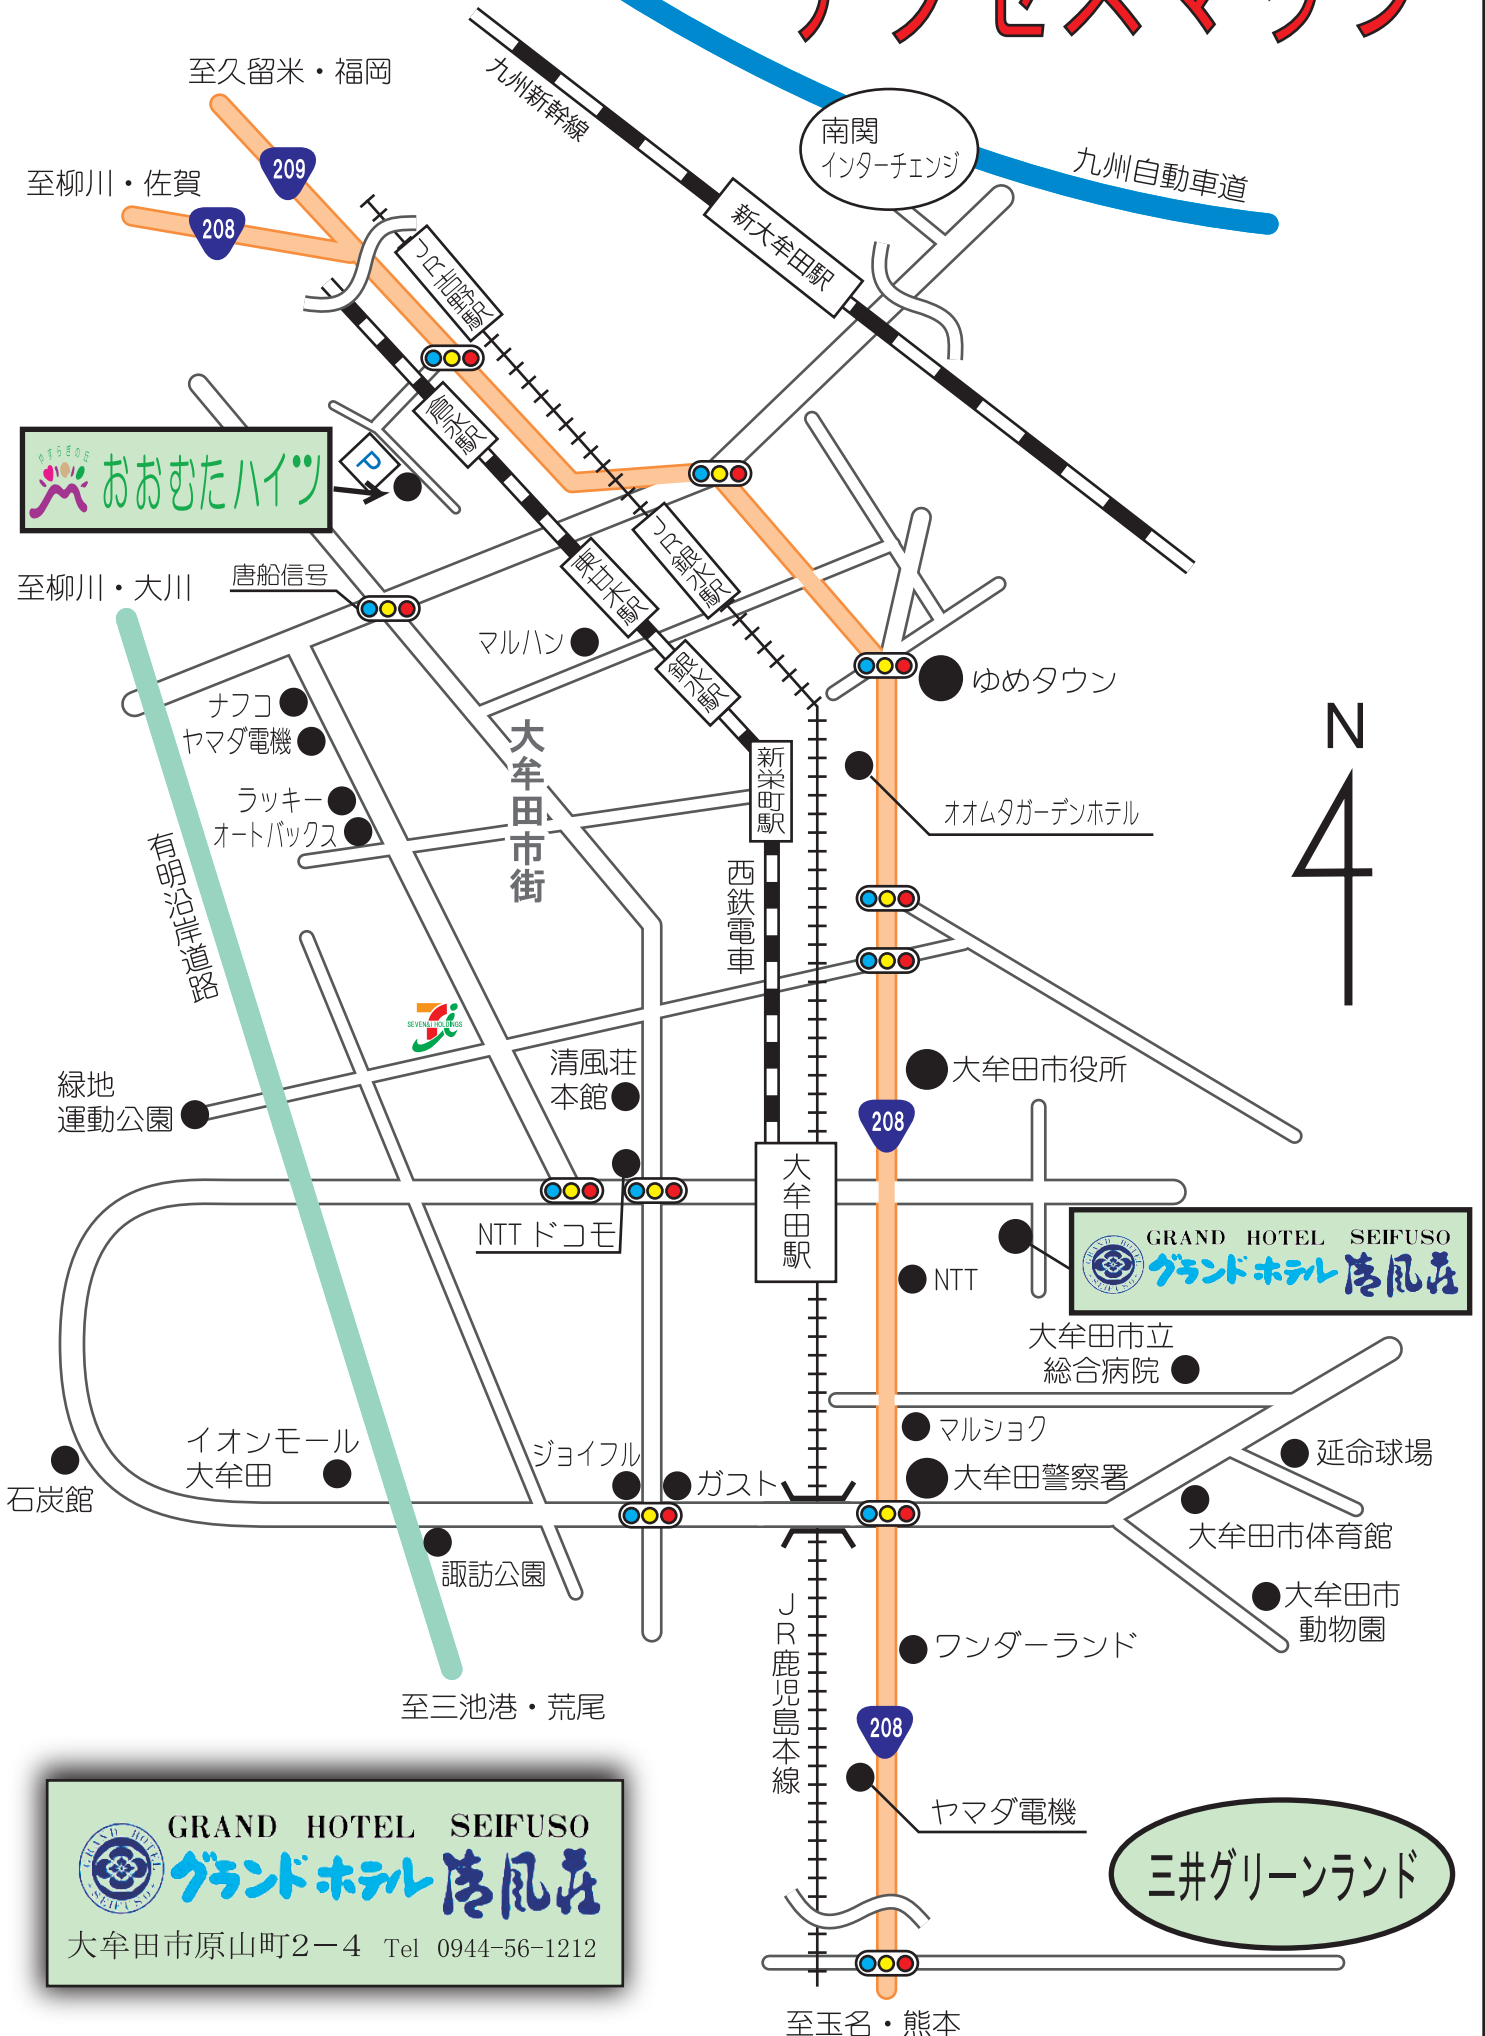 アクセスマップ
至久留米・福岡
九州新幹線
南関
インターチェンジ
九州自動車道
209
至柳川・佐賀
208
新大牟田駅
JR吉野駅
倉永駅
P
やすらぎの丘
おおむたハイツ
至柳川・大川
唐船信号
東甘木駅
JR銀水駅
マルハン
銀水駅
ゆめタウン
ナフコ
ヤマダ電機
大牟田市街
新栄町駅
N
ラッキー
オートバックス
オオムタガーデンホテル
有明沿岸道路
西鉄電車
SEVEN&i HOLDINGS
清風荘
本館
大牟田市役所
緑地
運動公園
208
大牟田駅
NTTドコモ
NTT
GRAND HOTEL SEIFUSO
グランドホテル清風荘
大牟田市立
総合病院
マルショク
イオンモール
大牟田
ジョイフル
ガスト
大牟田警察署
延命球場
石炭館
大牟田市体育館
諏訪公園
大牟田市
動物園
JR鹿児島本線
ワンダーランド
至三池港・荒尾
208
ヤマダ電機
GRAND HOTEL SEIFUSO
グランドホテル清風荘
大牟田市原山町2−4 Tel 0944-56-1212
三井グリーンランド
至玉名・熊本